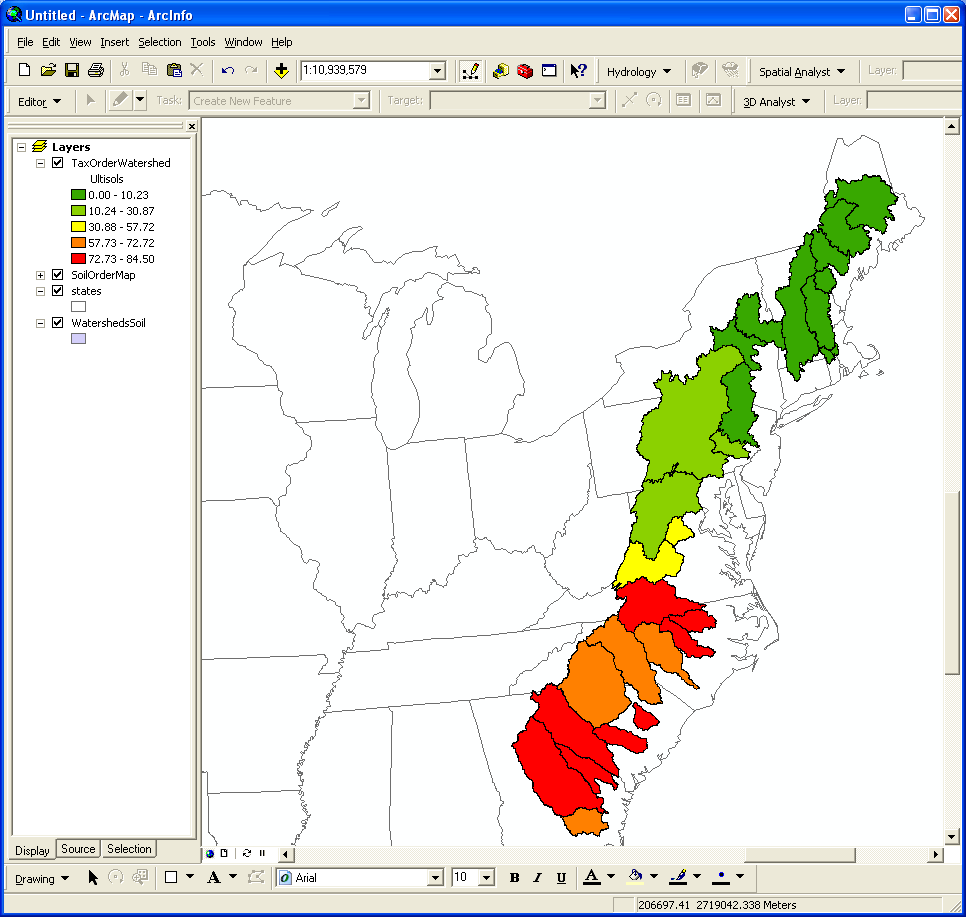 Untitled - ArcMap - ArcInfo
File Edit View Insert Selection Tools Window Help
1:10,939,579 Hydrology Spatial Analyst Layer:
Editor Task: Create New Feature Target: 3D Analyst Layer:
Layers
TaxOrderWatershed
Ultisols
0.00 - 10.23
10.24 - 30.87
30.88 - 57.72
57.73 - 72.72
72.73 - 84.50
SoilOrderMap
states
WatershedsSoil
Display Source Selection
Drawing A Arial 10 B I U A
206697.41 2719042.338 Meters